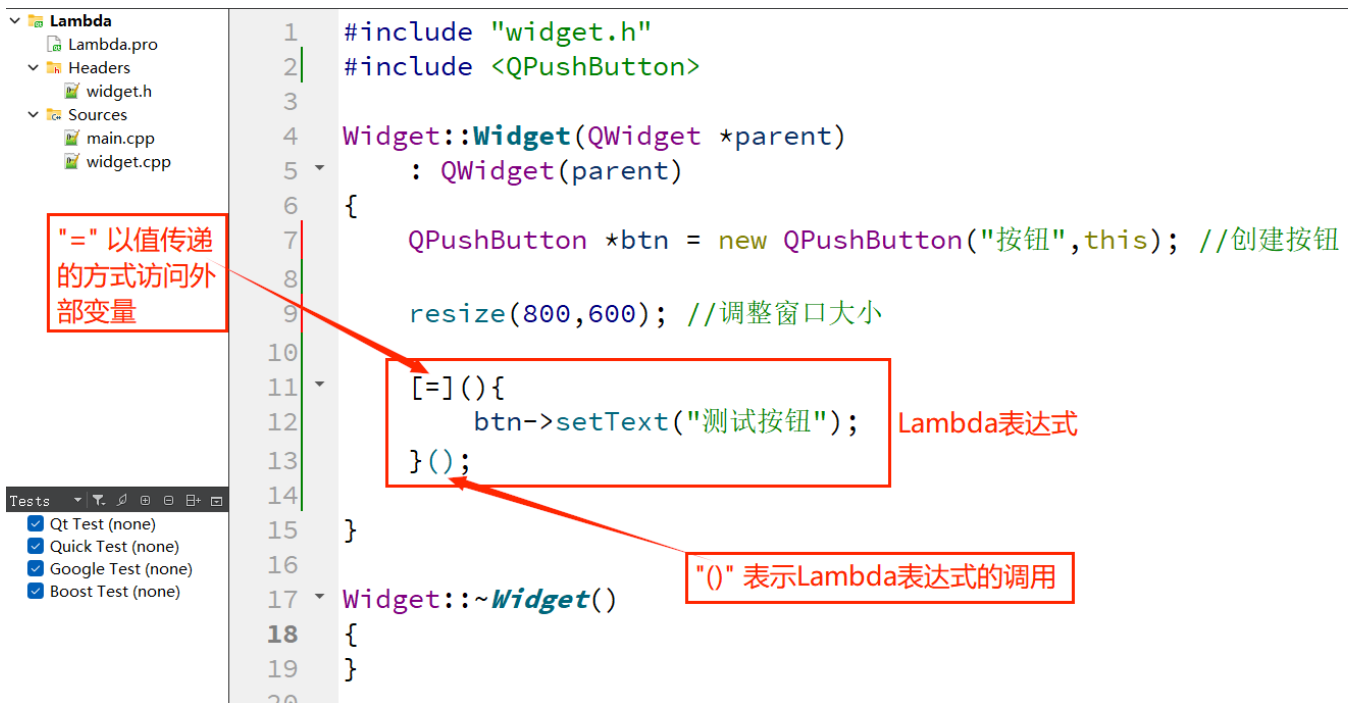 Lambda
Lambda.pro
Headers
widget.h
Sources
main.cpp
widget.cpp
"=" 以值传递
的方式访问外
部变量
Tests
Qt Test (none)
Quick Test (none)
Google Test (none)
Boost Test (none)
1 #include "widget.h"
2 #include <QPushButton>
3
4 Widget::Widget(QWidget *parent)
5 : QWidget(parent)
6 {
7 QPushButton *btn = new QPushButton("按钮",this); //创建按钮
8
9 resize(800,600); //调整窗口大小
10
11 [=](){
12 btn->setText("测试按钮");
Lambda表达式
13 }();
14
15 }
16
"()" 表示Lambda表达式的调用
17 Widget::~Widget()
18 {
19 }
20